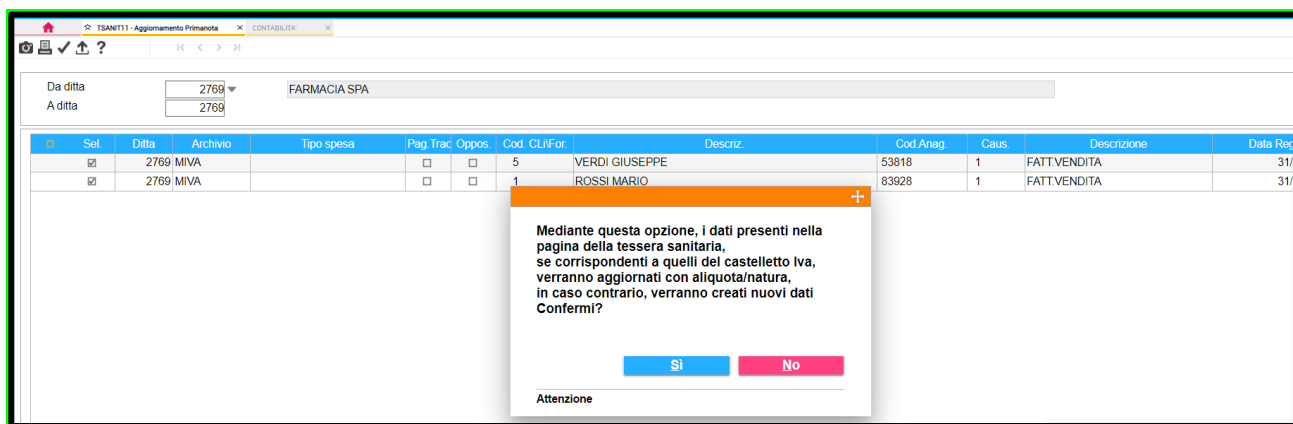 TSANIT11 - Aggiornamento Primanota X CONTABILITA' X
?
Da ditta 2769 FARMACIA SPA
A ditta 2769
Sel. Ditta Archivio Tipo spesa Pag.Trac Oppos. Cod. CLi\For. Descriz. Cod.Anag. Caus. Descrizione Data Reg
2769 MIVA 5 VERDI GIUSEPPE 53818 1 FATT.VENDITA 31/
2769 MIVA 1 ROSSI MARIO 83928 1 FATT.VENDITA 31/
Mediante questa opzione, i dati presenti nella
pagina della tessera sanitaria,
se corrispondenti a quelli del castelletto Iva,
verranno aggiornati con aliquota/natura,
in caso contrario, verranno creati nuovi dati
Confermi?
Sì No
Attenzione